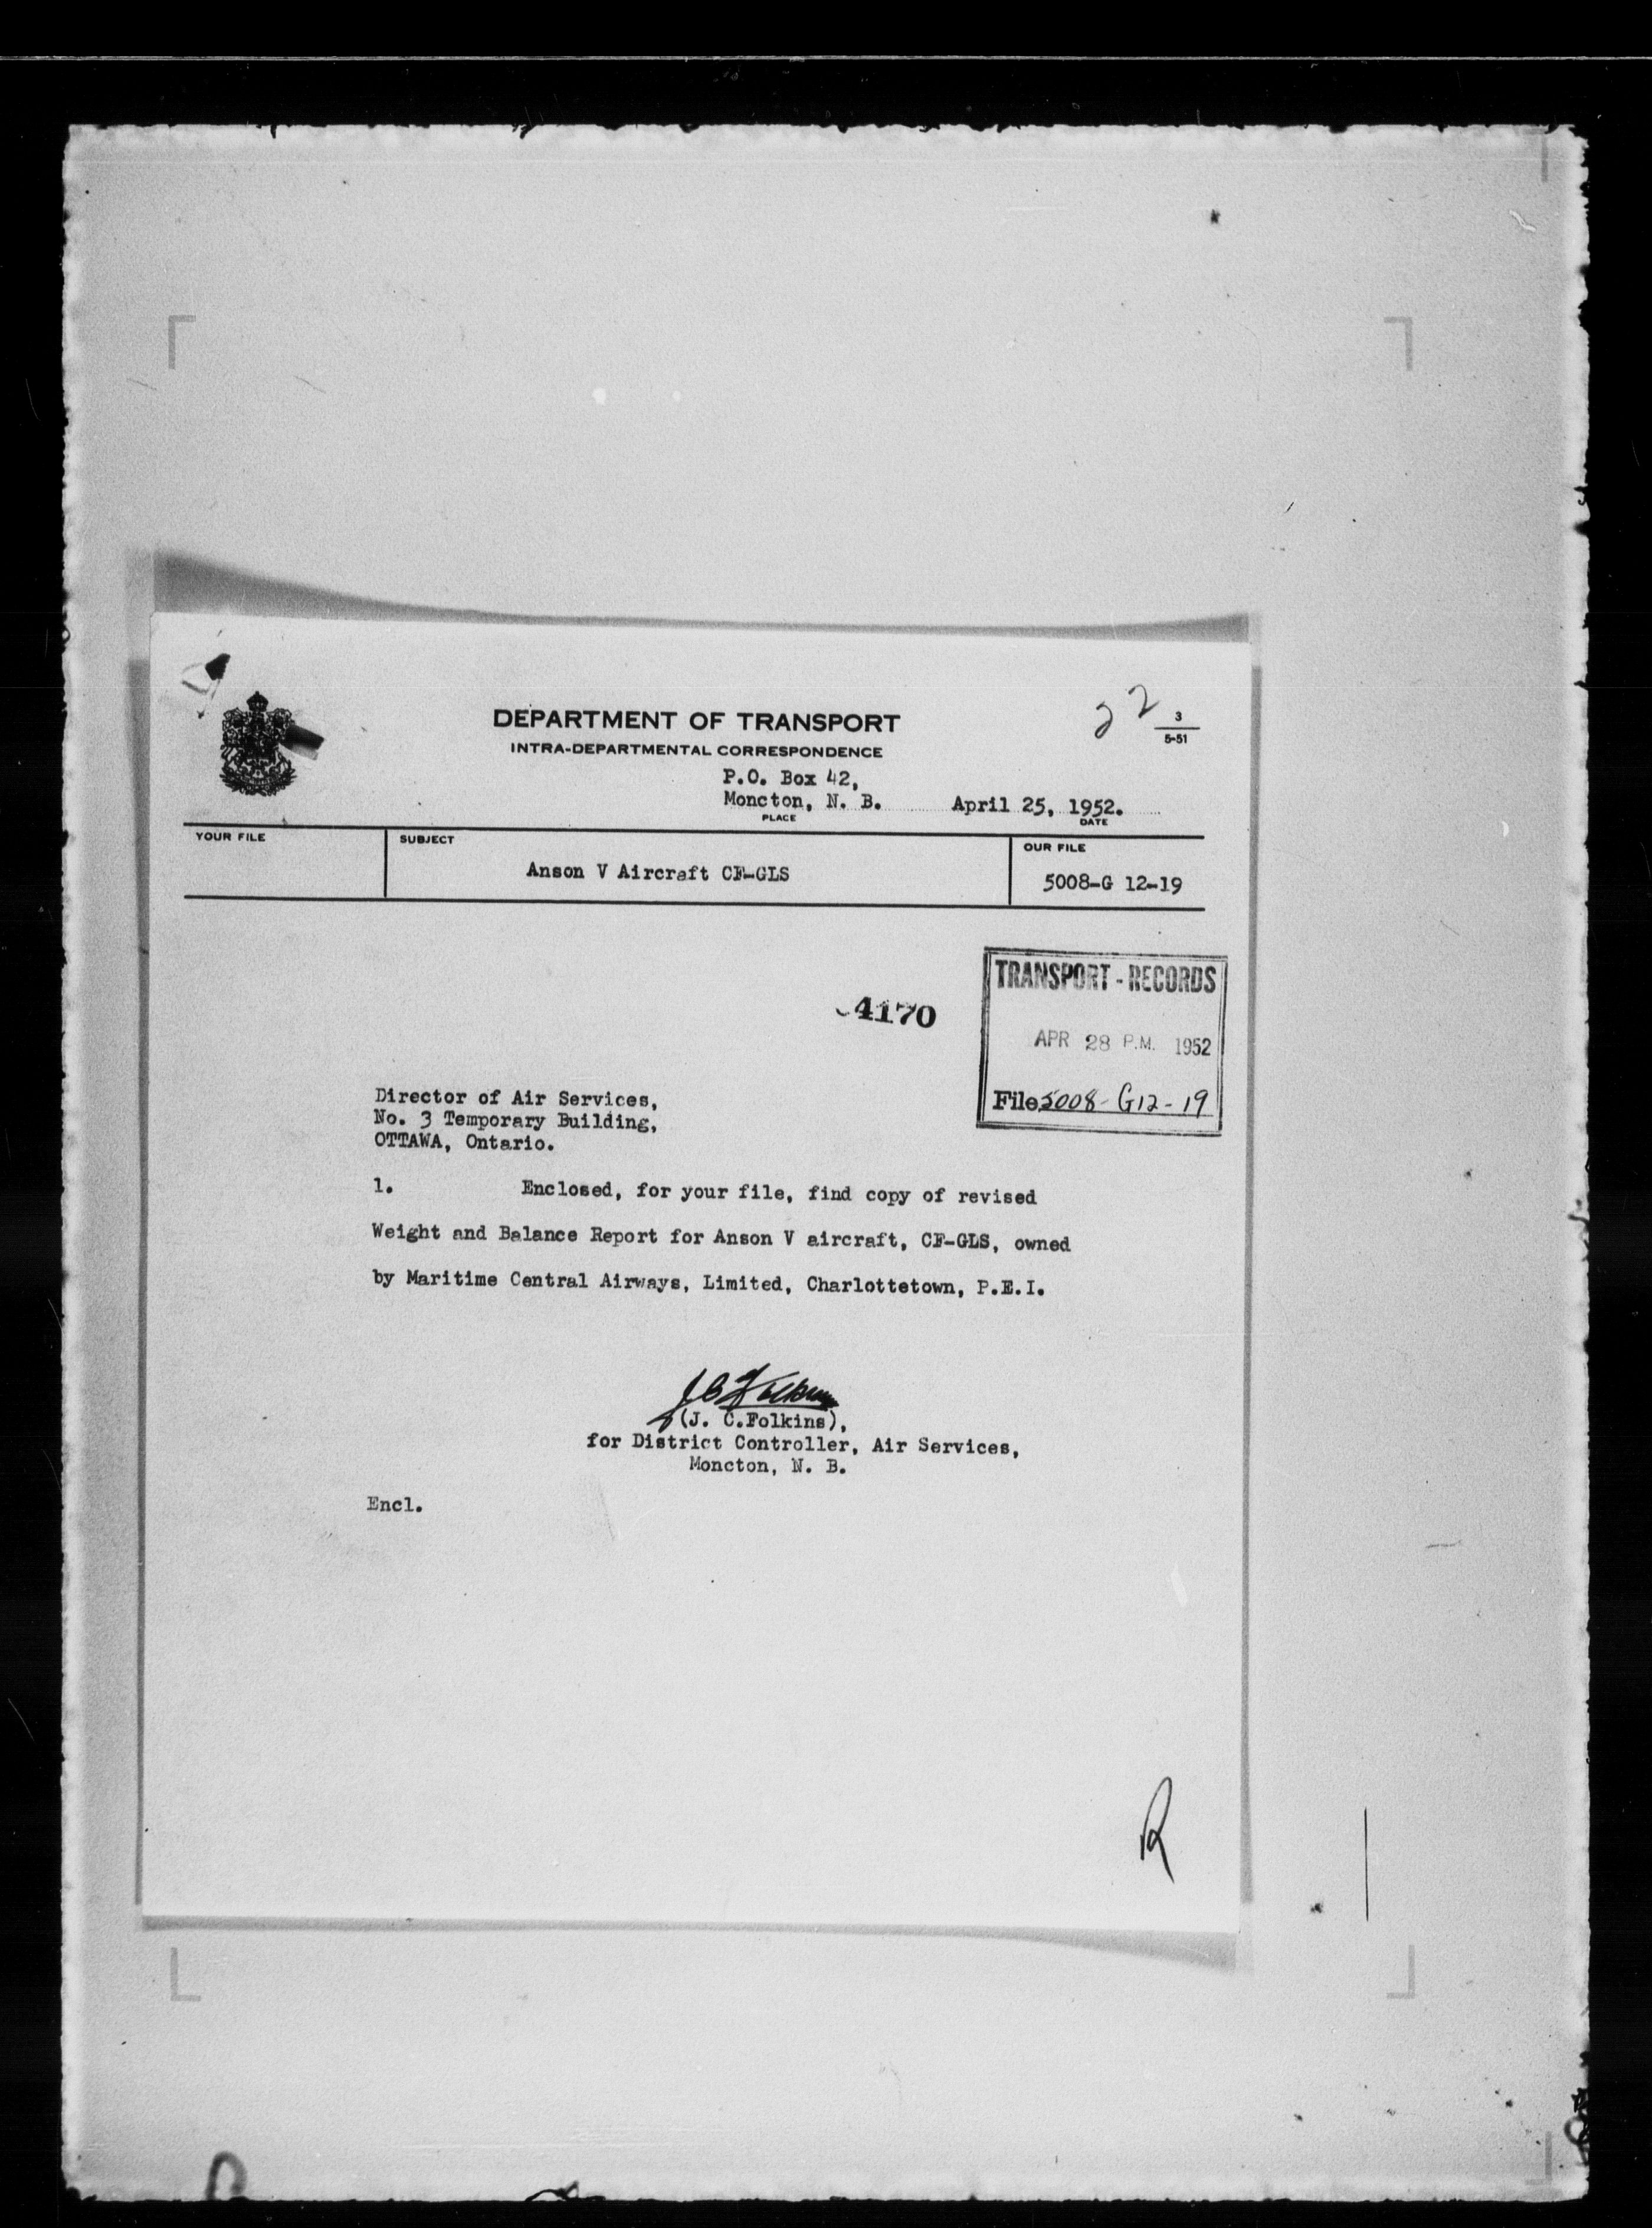 22
3
5-51
DEPARTMENT OF TRANSPORT
INTRA-DEPARTMENTAL CORRESPONDENCE
P.O. Box 42,
Moncton, N. B. April 25, 1952.
PLACE DATE
YOUR FILE SUBJECT OUR FILE
Anson V Aircraft CF-GLS 5008-G 12-19
TRANSPORT - RECORDS
APR 28 P.M. 1952
File 5008-G12-19
4170
Director of Air Services,
No. 3 Temporary Building,
OTTAWA, Ontario.
1. Enclosed, for your file, find copy of revised
Weight and Balance Report for Anson V aircraft, CF-GLS, owned
by Maritime Central Airways, Limited, Charlottetown, P.E.I.
JC Folkins
(J. C.Folkins),
for District Controller, Air Services,
Moncton, N. B.
Encl.
R